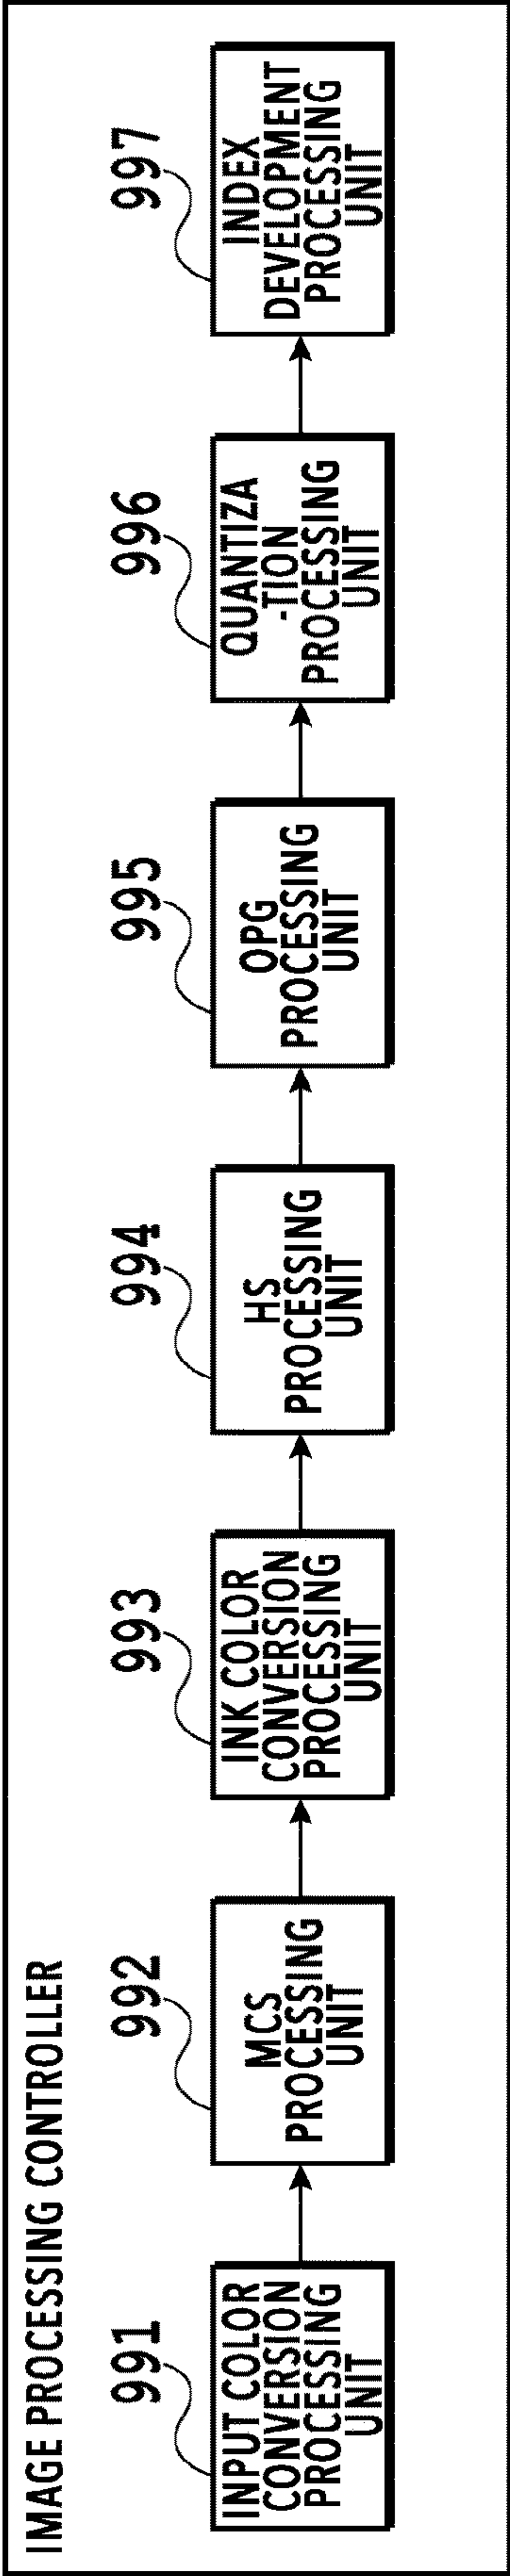 IMAGE PROCESSING CONTROLLER
991
INPUT COLOR
CONVERSION
PROCESSING
UNIT
992
MCS
PROCESSING
UNIT
993
INK COLOR
CONVERSION
PROCESSING
UNIT
994
HS
PROCESSING
UNIT
995
OPG
PROCESSING
UNIT
996
QUANTIZA
-TION
PROCESSING
UNIT
997
INDEX
DEVELOPMENT
PROCESSING
UNIT